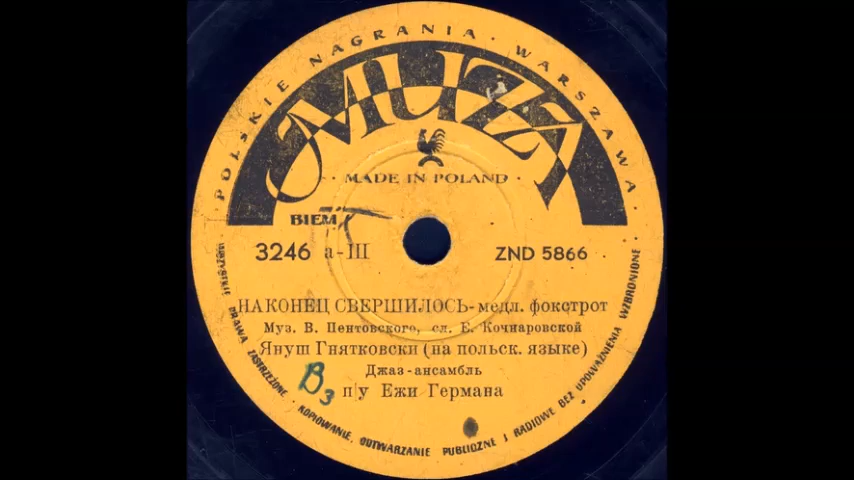 POLSKIE NAGRANIA · WARSZAWA ·
MUZA
· MADE IN POLAND ·
BIEM
3246 a-III
ZND 5866
НАКОНЕЦ СВЕРШИЛОСЬ-медл. фокстрот
Муз. В. Пентовского, сл. Е. Кочнаровской
Януш Гнятковски (на польск. языке)
Джаз-ансамбль
п/у Ежи Германа
B3
WSZYSTKIE PRAWA ZASTRZEŻONE · KOPIOWANIE, ODTWARZANIE PUBLICZNE I RADIOWE BEZ UPOWAŻNIENIA WZBRONIONE